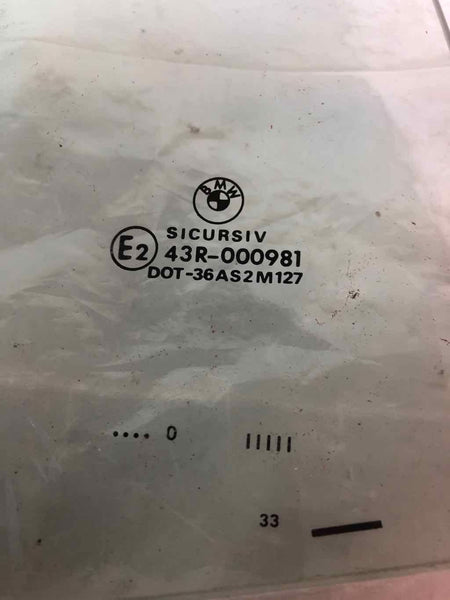 BMW
SICURSIV
E2 43R-000981
DOT-36AS2M127
.... 0 IIIII
33